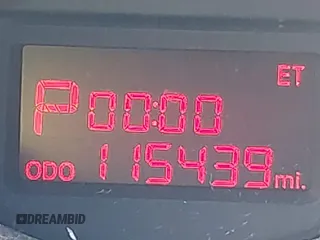 ET
P 00:00
ODO 115439 mi.
DREAMBID